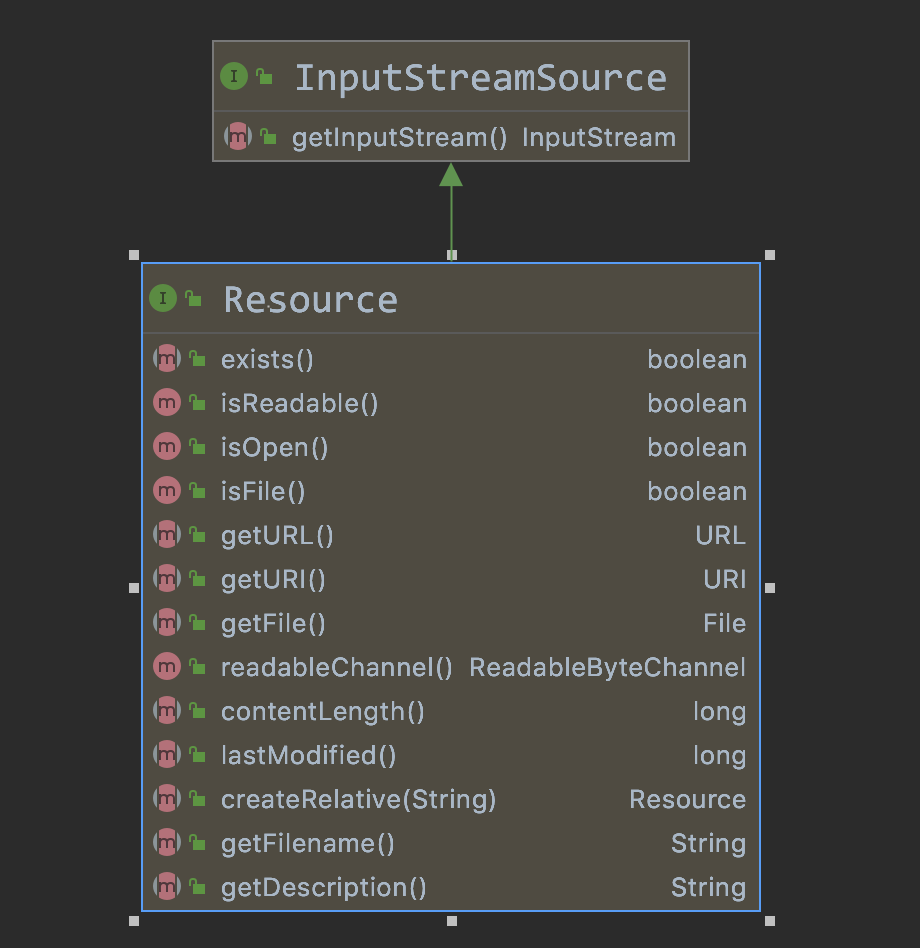 I InputStreamSource
m getInputStream() InputStream
I Resource
m exists() boolean
m isReadable() boolean
m isOpen() boolean
m isFile() boolean
m getURL() URL
m getURI() URI
m getFile() File
m readableChannel() ReadableByteChannel
m contentLength() long
m lastModified() long
m createRelative(String) Resource
m getFilename() String
m getDescription() String